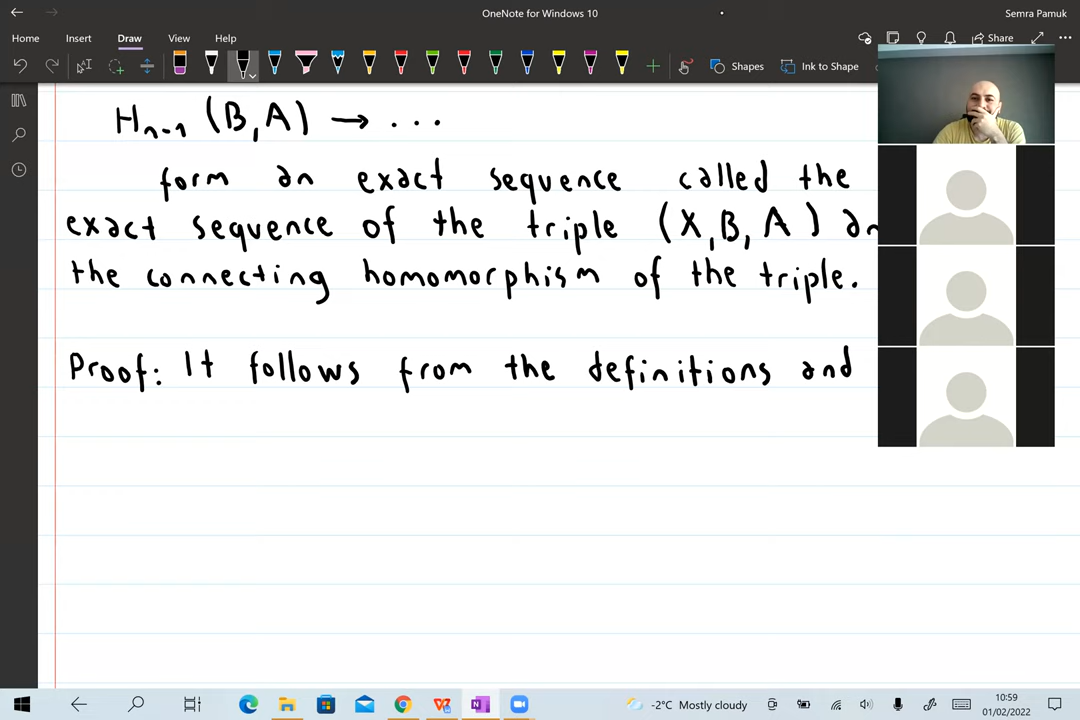 OneNote for Windows 10
Semra Pamuk
Home Insert Draw View Help
Share
Shapes
Ink to Shape
Hn-1 (B,A) → ...
form an exact sequence called the
exact sequence of the triple (X,B,A) an
the connecting homomorphism of the triple.
Proof: It follows from the definitions and
-2°C Mostly cloudy
10:59
01/02/2022